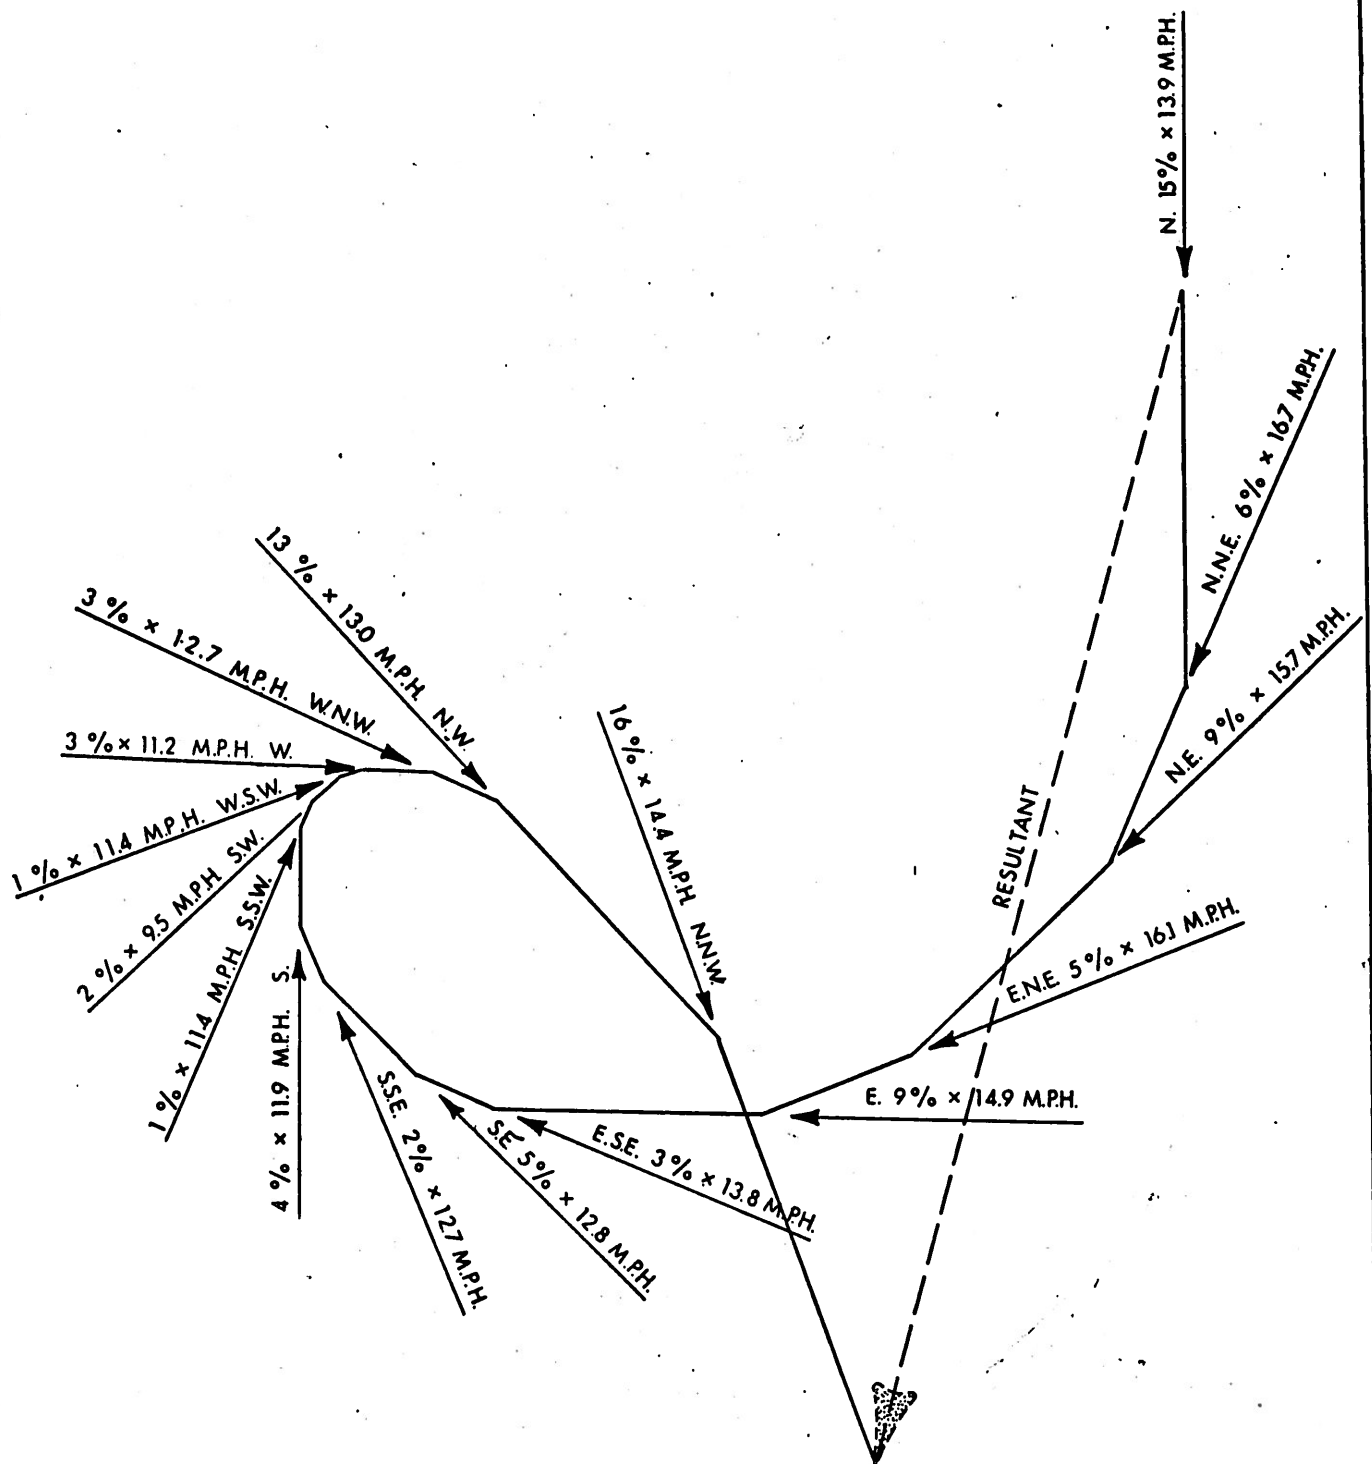 N. 15% × 13.9 M.P.H.
N.N.E. 6% × 16.7 M.P.H.
N.E. 9% × 15.7 M.P.H.
E.N.E 5% × 16.1 M.P.H.
E. 9% × 14.9 M.P.H.
E.S.E. 3% × 13.8 M.P.H.
S.E 5% × 12.8 M.P.H.
S.S.E. 2% × 12.7 M.P.H.
4% × 11.9 M.P.H. S.
1% × 11.4 M.P.H. S.S.W.
2% × 9.5 M.P.H S.W.
1% × 11.4 M.P.H. W.S.W.
3% × 11.2 M.P.H. W.
3% × 12.7 M.P.H. W.N.W.
13% × 13.0 M.P.H. N.W.
16% × 14.4 M.P.H N.N.W.
RESULTANT